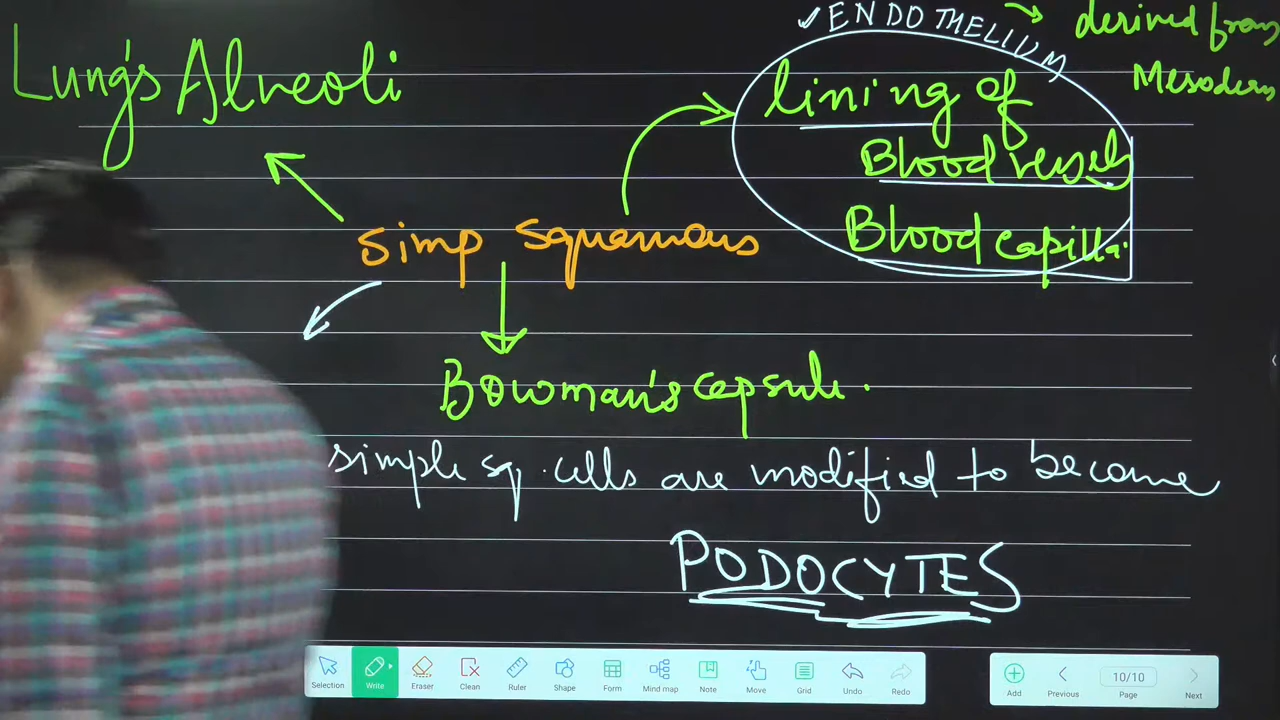 ✓ENDOTHELIUM
derived from
Mesoderm
Lung's Alveoli
lining of
Blood vessels
Blood capilla
Simp Squamous
Bowman's capsule.
simple sq. cells are modified to become
PODOCYTES
Selection Write Eraser Clean Ruler Shape Form Mind map Note Move Grid Undo Redo
Add Previous 10/10 Page Next